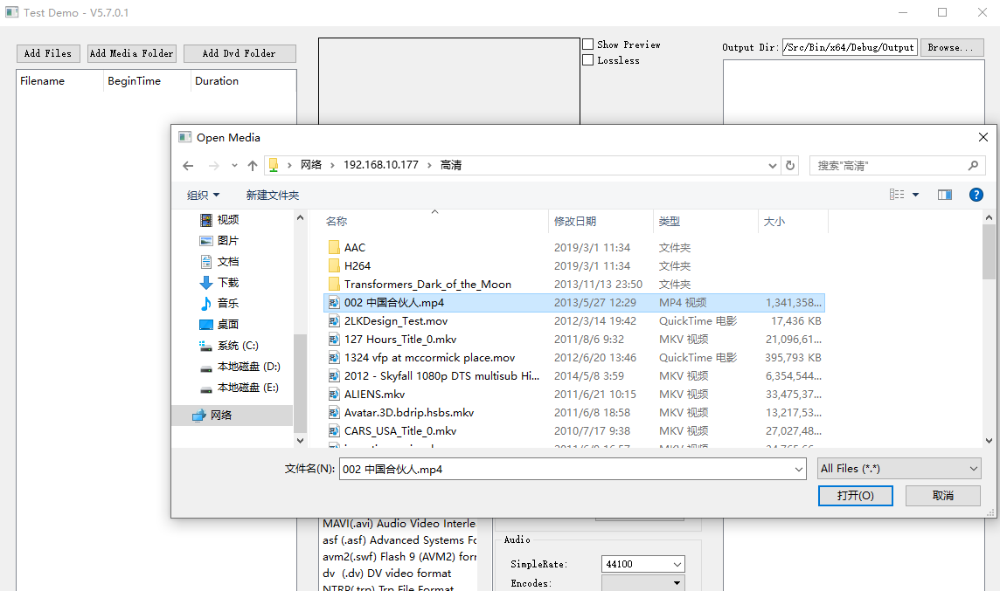 Test Demo - V5.7.0.1
Add Files Add Media Folder Add Dvd Folder
Show Preview
Lossless
Output Dir: /Src/Bin/x64/Debug/Output Browse...
Filename BeginTime Duration
Open Media
网络 192.168.10.177 高清
搜索"高清"
组织 新建文件夹
视频
图片
文档
下载
音乐
桌面
系统 (C:)
本地磁盘 (D:)
本地磁盘 (E:)
网络
名称 修改日期 类型 大小
AAC 2019/3/1 11:34 文件夹
H264 2019/3/1 11:34 文件夹
Transformers_Dark_of_the_Moon 2013/11/13 23:50 文件夹
002 中国合伙人.mp4 2013/5/27 12:29 MP4 视频 1,341,358...
2LKDesign_Test.mov 2012/3/14 19:42 QuickTime 电影 17,436 KB
127 Hours_Title_0.mkv 2011/8/6 9:32 MKV 视频 21,096,61...
1324 vfp at mccormick place.mov 2012/6/20 13:46 QuickTime 电影 395,793 KB
2012 - Skyfall 1080p DTS multisub Hi... 2014/5/8 3:59 MKV 视频 6,354,544...
ALIENS.mkv 2011/6/21 10:15 MKV 视频 33,475,37...
Avatar.3D.bdrip.hsbs.mkv 2011/6/8 18:58 MKV 视频 13,217,53...
CARS_USA_Title_0.mkv 2010/7/17 9:38 MKV 视频 27,027,48...
文件名(N): 002 中国合伙人.mp4 All Files (*.*)
打开(O) 取消
MAVI(.avi) Audio Video Interle
asf (.asf) Advanced Systems Fo
avm2(.swf) Flash 9 (AVM2) forn
dv (.dv) DV video format
NTRP(.trp) Trp File Format
Audio
SimpleRate: 44100
Encodes: